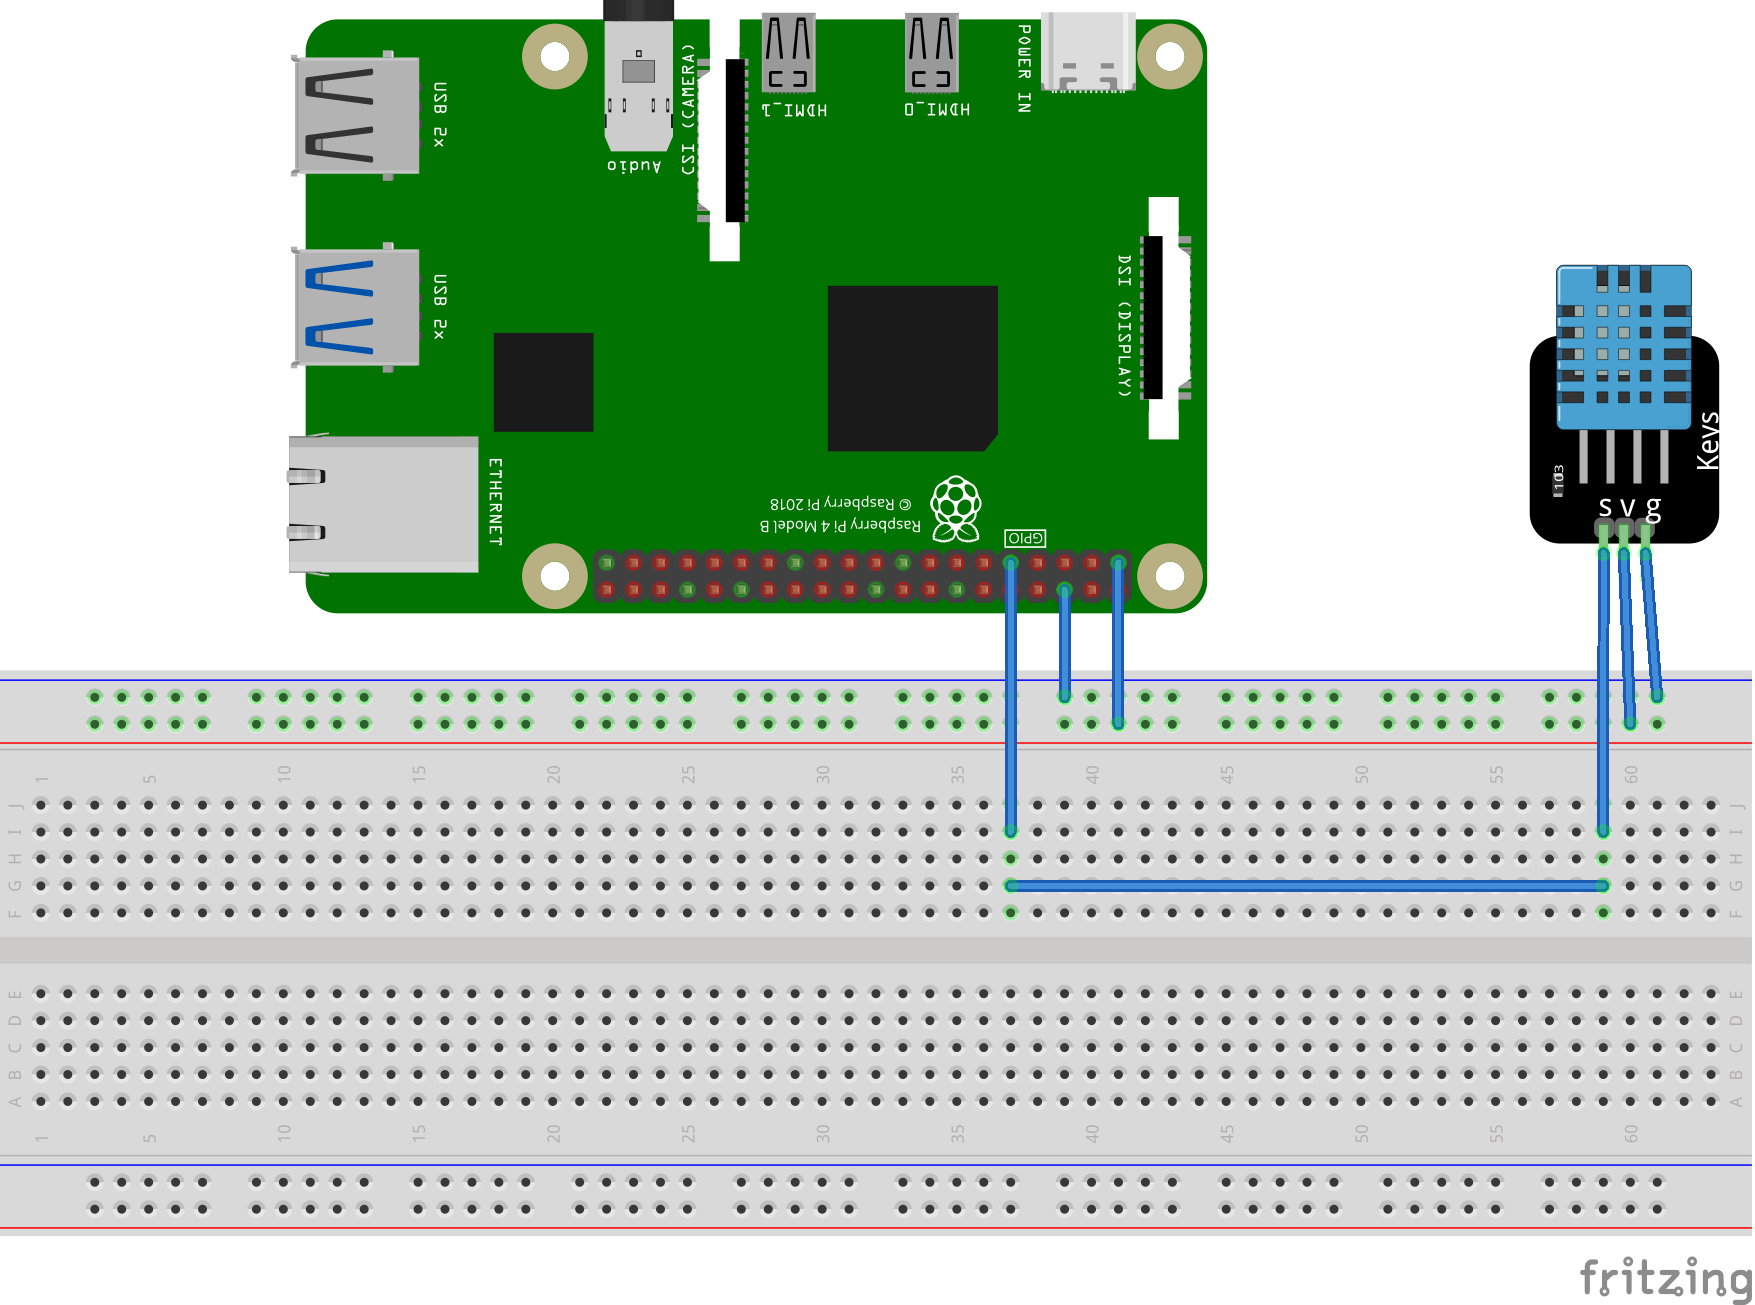 USB 2x
Audio
CSI (CAMERA)
HDMI_1
HDMI_0
POWER IN
USB 2x
DSI (DISPLAY)
ETHERNET
Raspberry Pi 4 Model B
© Raspberry Pi 2018
GPIO
Keys
103
s v g
1 5 10 15 20 25 30 35 40 45 50 55 60
J J
I I
H H
G G
F F
E E
D D
C C
B B
A A
1 5 10 15 20 25 30 35 40 45 50 55 60
fritzing